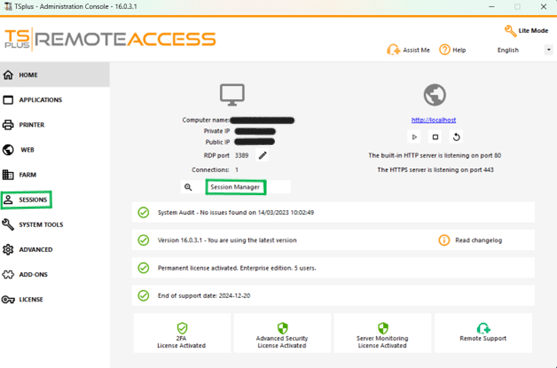 TSplus - Administration Console - 16.0.3.1
TS PLUS REMOTE ACCESS
Lite Mode
Assist Me
Help
English
HOME
APPLICATIONS
PRINTER
WEB
FARM
SESSIONS
SYSTEM TOOLS
ADVANCED
ADD-ONS
LICENSE
Computer name:
Private IP
Public IP
RDP port 3389
Connections: 1
Session Manager
http://localhost
The built-in HTTP server is listening on port 80
The HTTPS server is listening on port 443
System Audit - No issues found on 14/03/2023 10:02:49
Version 16.0.3.1 - You are using the latest version
Read changelog
Permanent license activated. Enterprise edition. 5 users.
End of support date: 2024-12-20
2FA
License Activated
Advanced Security
License Activated
Server Monitoring
License Activated
Remote Support